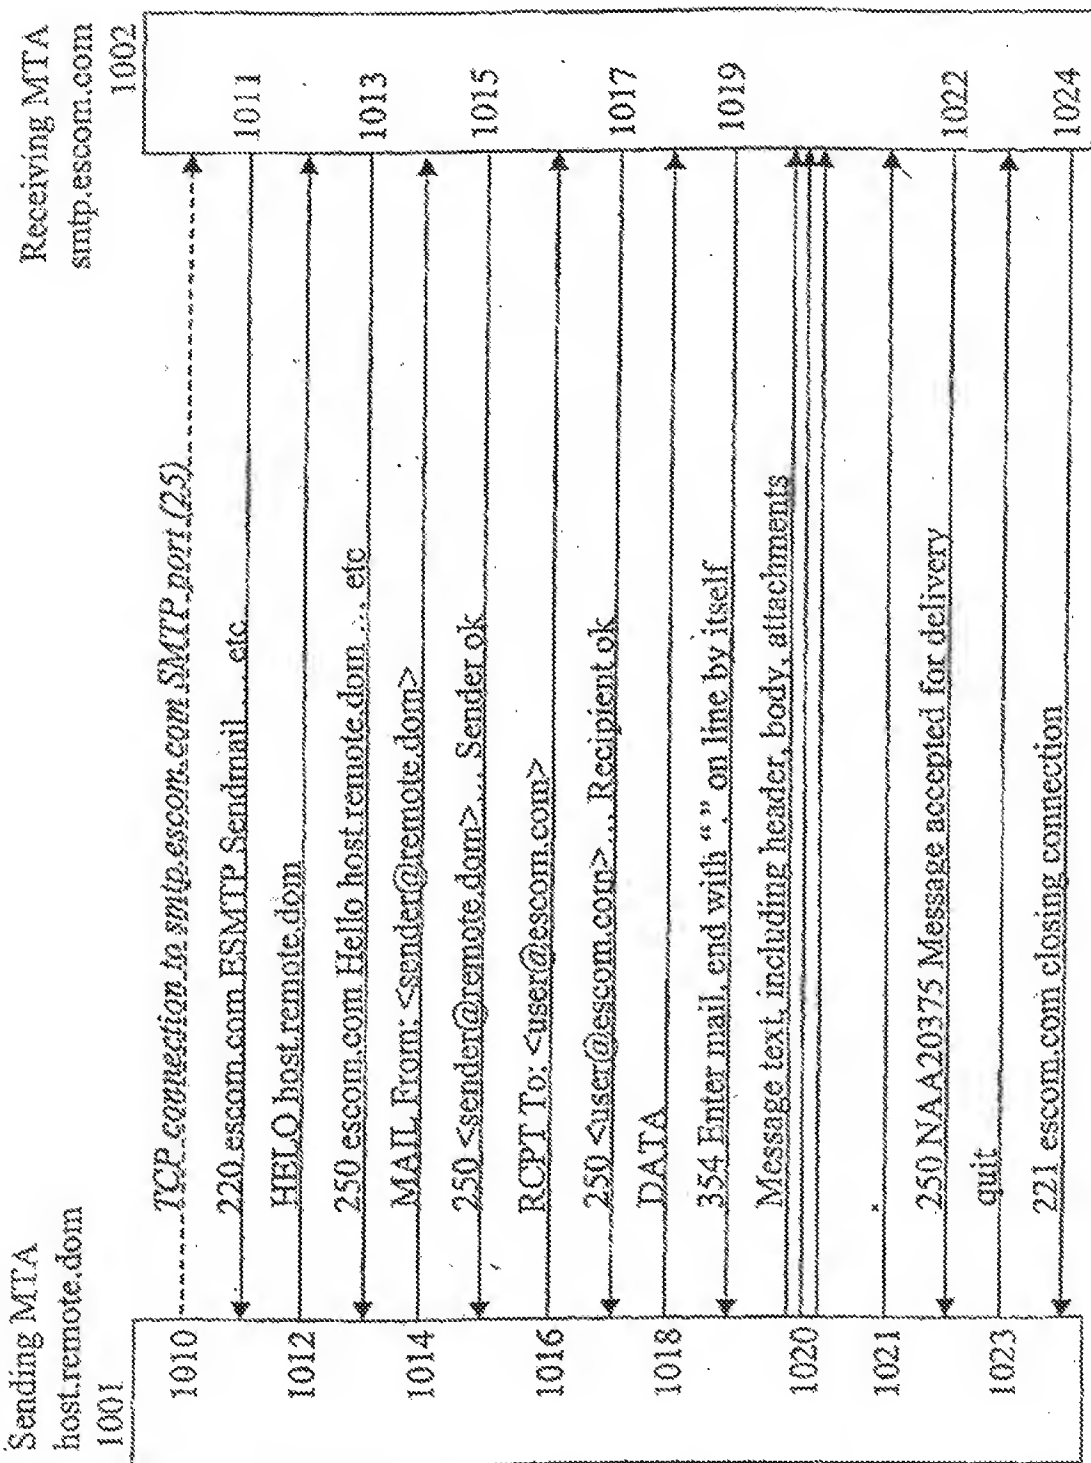 Sending MTA
host.remote.dom
1001
Receiving MTA
smtp.escom.com
1002
1010
TCP connection to smtp.escom.com SMTP port (25)
220 escom.com ESMTP Sendmail ... etc
1011
1012
HELO host.remote.dom
250 escom.com Hello host.remote.dom ... etc
1013
1014
MAIL From: <sender@remote.dom>
250 <sender@remote.dom> ... Sender ok
1015
1016
RCPT To: <user@escom.com>
250 <user@escom.com> ... Recipient ok
1017
1018
DATA
354 Enter mail, end with “.” on line by itself
1019
Message text, including header, body, attachments
1020
1021
.
250 NAA20375 Message accepted for delivery
1022
1023
quit
221 escom.com closing connection
1024